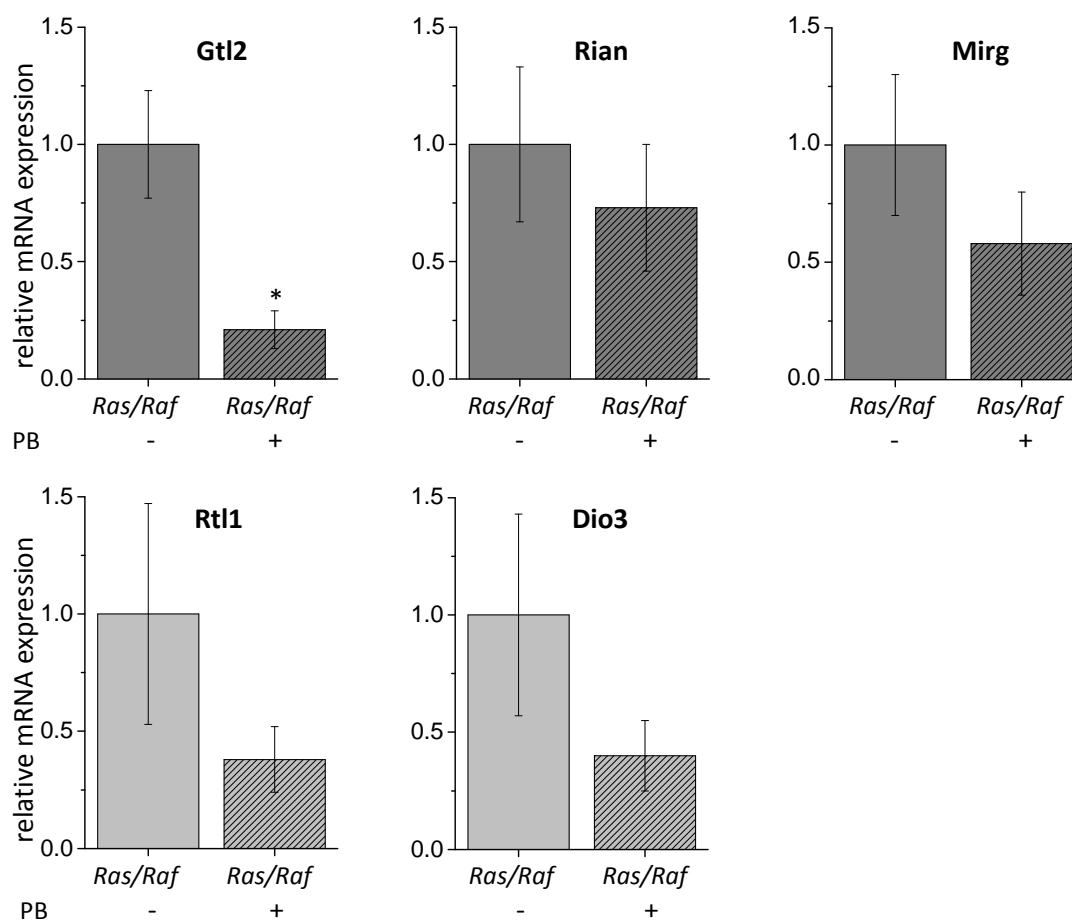 Gtl2
Rian
Mirg
relative mRNA expression
1.5
1.0
0.5
0.0
*
Ras/Raf Ras/Raf
PB - +
1.5
1.0
0.5
0.0
Ras/Raf Ras/Raf
- +
1.5
1.0
0.5
0.0
Ras/Raf Ras/Raf
- +
Rtl1
Dio3
relative mRNA expression
1.5
1.0
0.5
0.0
Ras/Raf Ras/Raf
PB - +
1.5
1.0
0.5
0.0
Ras/Raf Ras/Raf
- +